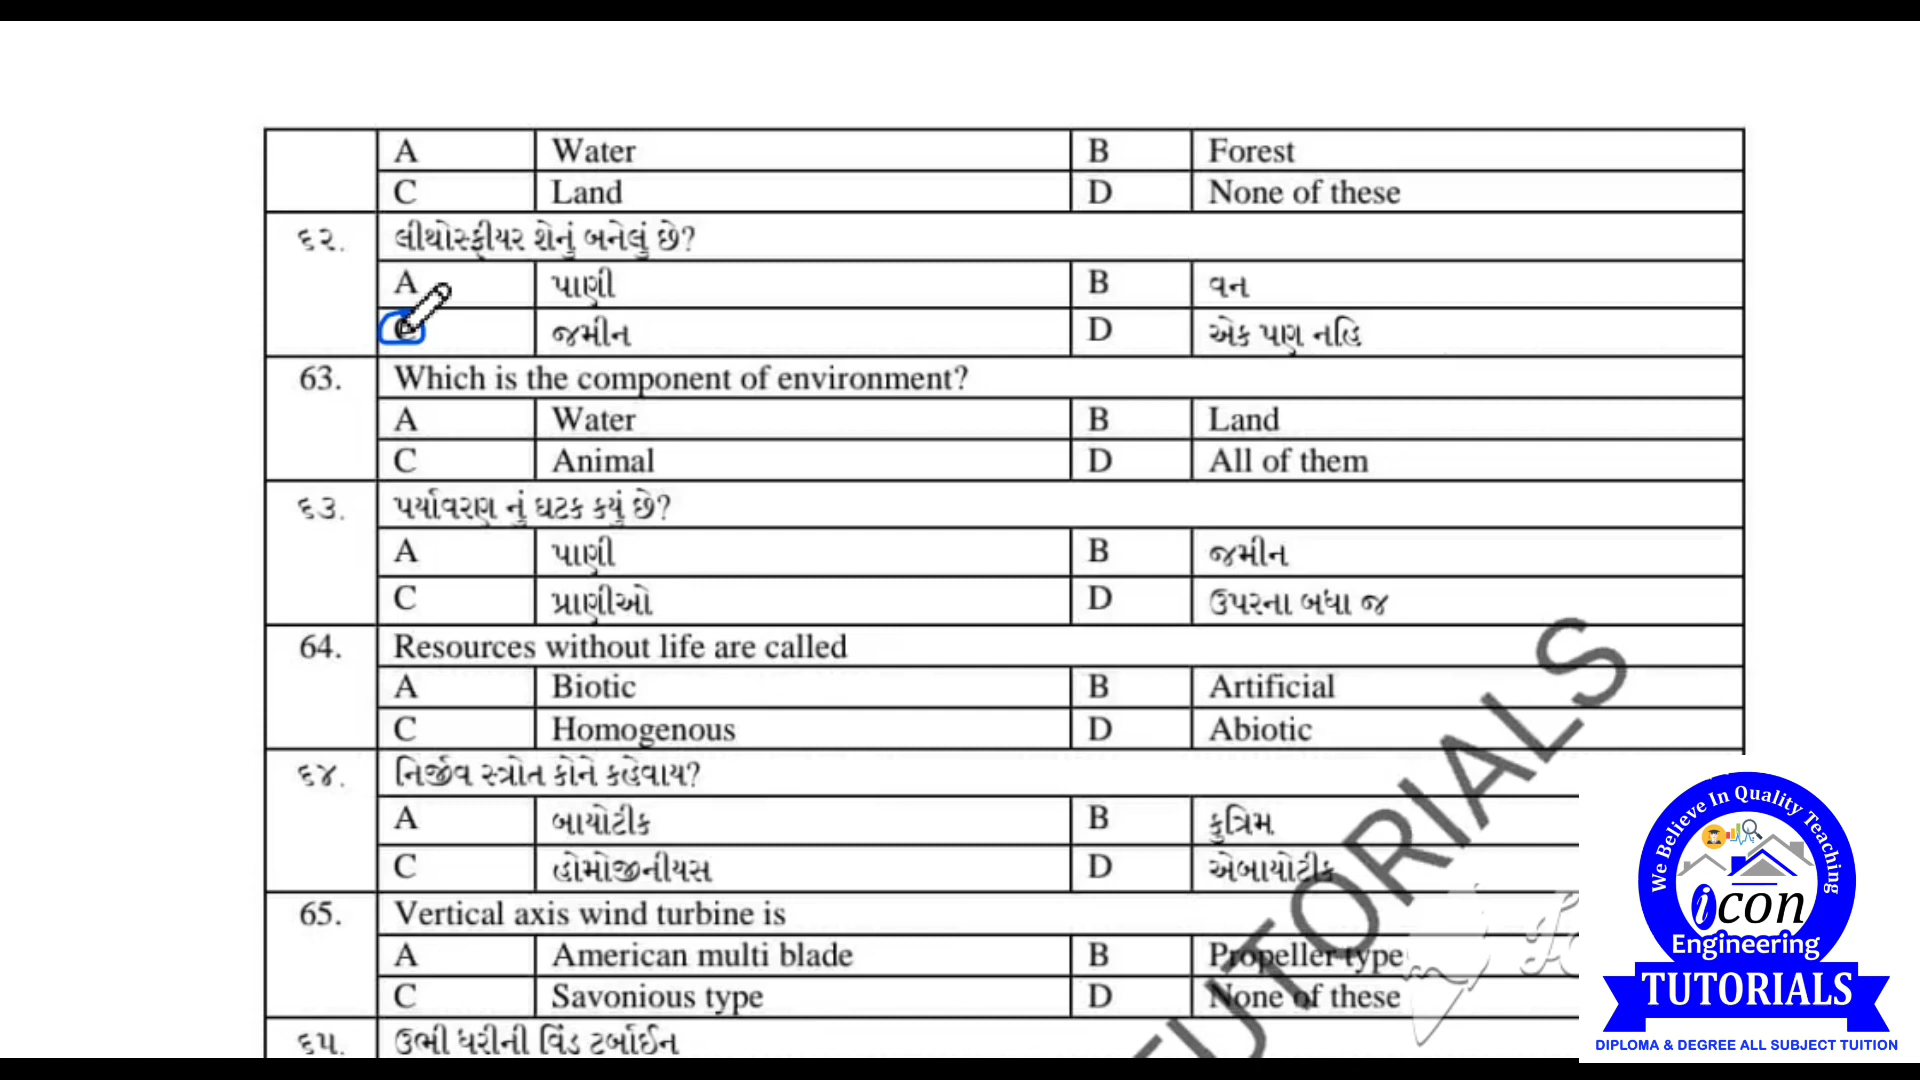 A Water B Forest
C Land D None of these
૬૨. લીથોસ્ફીયર શેનું બનેલું છે?
A પાણી B વન
C જમીન D એક પણ નહિ
63. Which is the component of environment?
A Water B Land
C Animal D All of them
૬૩. પર્યાવરણ નું ઘટક કયું છે?
A પાણી B જમીન
C પ્રાણીઓ D ઉપરના બધા જ
64. Resources without life are called
A Biotic B Artificial
C Homogenous D Abiotic
૬૪. નિર્જીવ સ્ત્રોત કોને કહેવાય?
A બાયોટીક B કુત્રિમ
C હોમોજીનીયસ D એબાયોટીક
65. Vertical axis wind turbine is
A American multi blade B Propeller type
C Savonious type D None of these
૬૫. ઉભી ધરીની વિંડ ટર્બાઈન
TUTORIALS
We Believe In Quality Teaching
icon
Engineering
TUTORIALS
DIPLOMA & DEGREE ALL SUBJECT TUITION